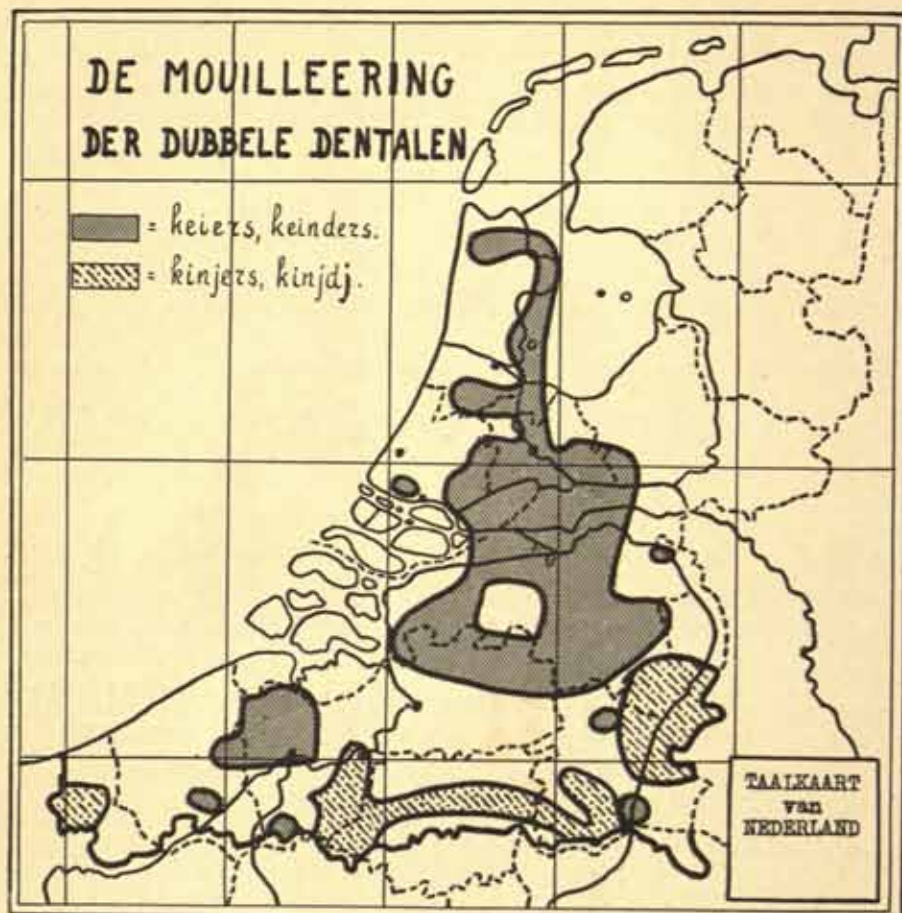 DE MOUILLEERING
DER DUBBELE DENTALEN
= keiers, keinders.
= kinjers, kinjdj.
TAALKAART
van
NEDERLAND